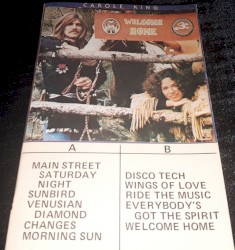 CAROLE KING
WELCOME
HOME
A
B
MAIN STREET
SATURDAY
NIGHT
SUNBIRD
VENUSIAN
DIAMOND
CHANGES
MORNING SUN
DISCO TECH
WINGS OF LOVE
RIDE THE MUSIC
EVERYBODY'S
GOT THE SPIRIT
WELCOME HOME